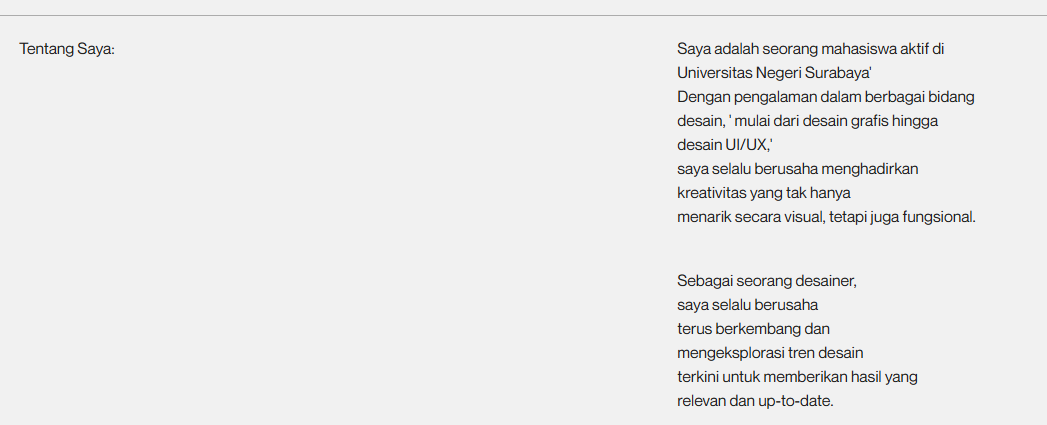 Tentang Saya:
Saya adalah seorang mahasiswa aktif di
Universitas Negeri Surabaya'
Dengan pengalaman dalam berbagai bidang
desain, ' mulai dari desain grafis hingga
desain UI/UX,'
saya selalu berusaha menghadirkan
kreativitas yang tak hanya
menarik secara visual, tetapi juga fungsional.
Sebagai seorang desainer,
saya selalu berusaha
terus berkembang dan
mengeksplorasi tren desain
terkini untuk memberikan hasil yang
relevan dan up-to-date.